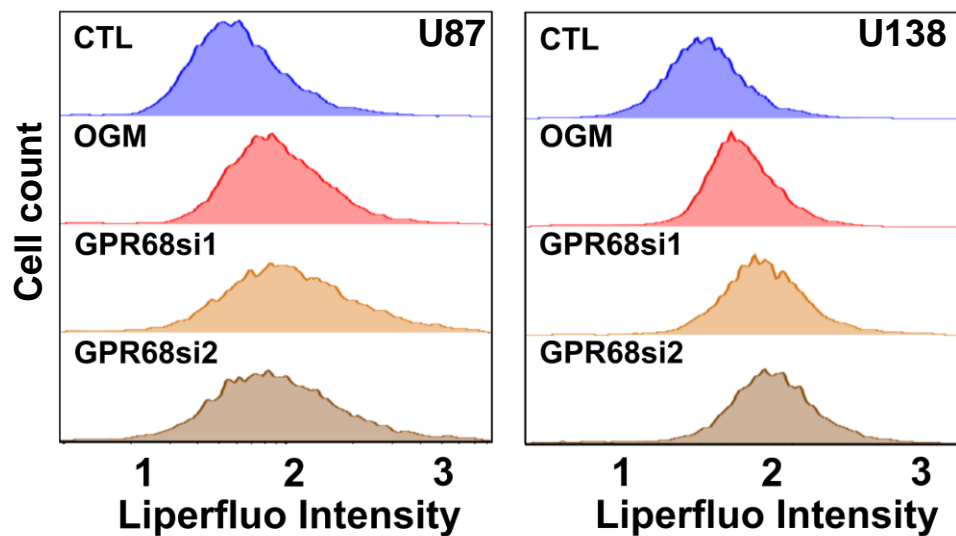 CTL U87
OGM
GPR68si1
GPR68si2
Cell count
1 2 3
Liperfluo Intensity
CTL U138
OGM
GPR68si1
GPR68si2
1 2 3
Liperfluo Intensity